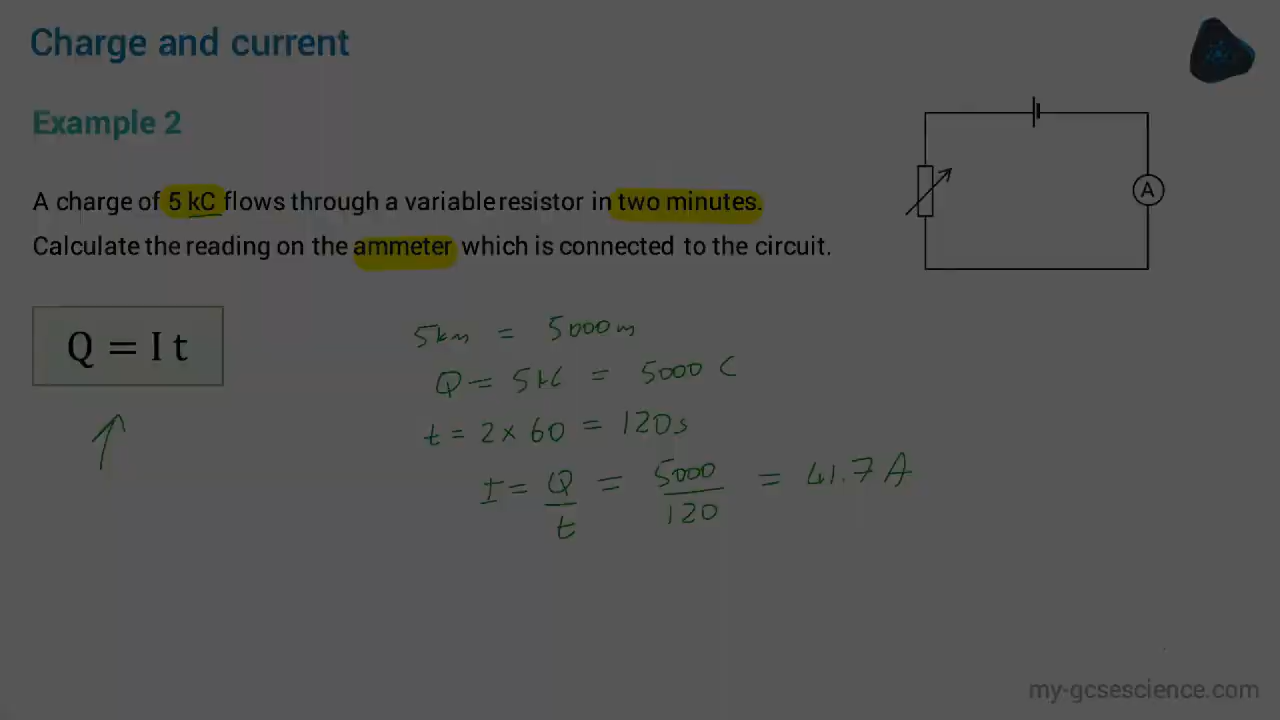 Charge and current
Example 2
A charge of 5 kC flows through a variable resistor in two minutes.
Calculate the reading on the ammeter which is connected to the circuit.
A
Q = I t
5km = 5000m
Q = 5kC = 5000 C
t = 2 × 60 = 120s
I = Q/t = 5000/120 = 41.7 A
my-gcsescience.com